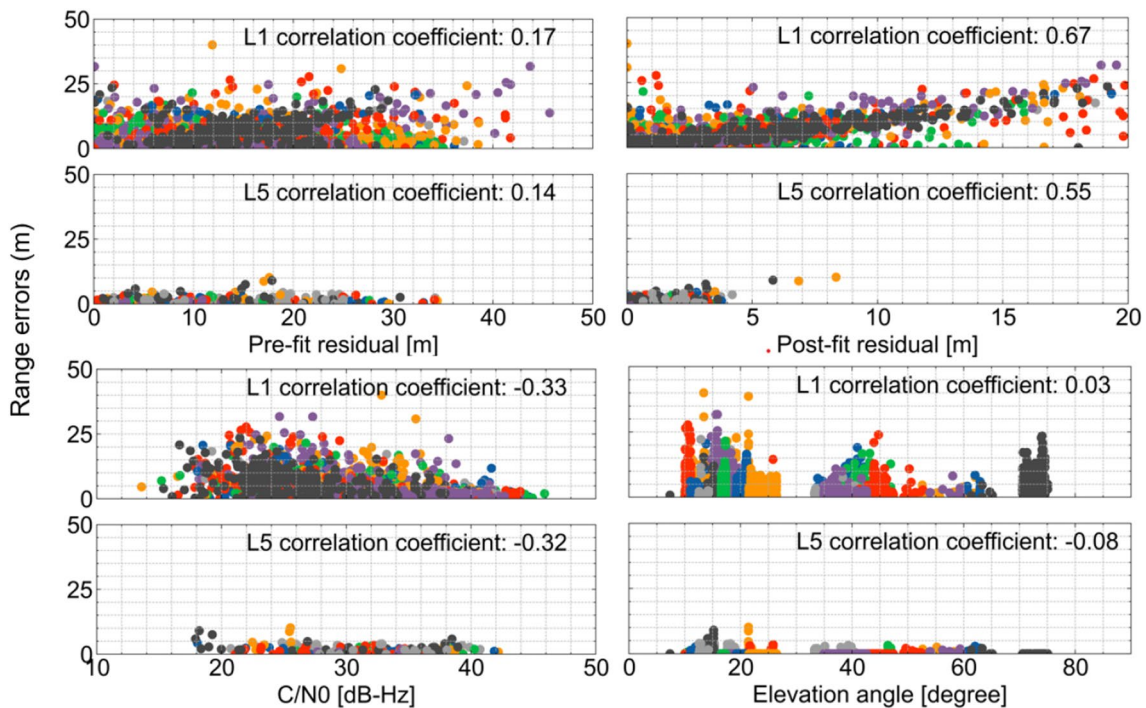 50
25
0
L1 correlation coefficient: 0.17
L1 correlation coefficient: 0.67
50
25
0
L5 correlation coefficient: 0.14
L5 correlation coefficient: 0.55
0 10 20 30 40 50
0 5 10 15 20
Pre-fit residual [m]
Post-fit residual [m]
Range errors (m)
50
25
0
L1 correlation coefficient: -0.33
L1 correlation coefficient: 0.03
50
25
0
L5 correlation coefficient: -0.32
L5 correlation coefficient: -0.08
10 20 30 40 50
0 20 40 60 80
C/N0 [dB-Hz]
Elevation angle [degree]